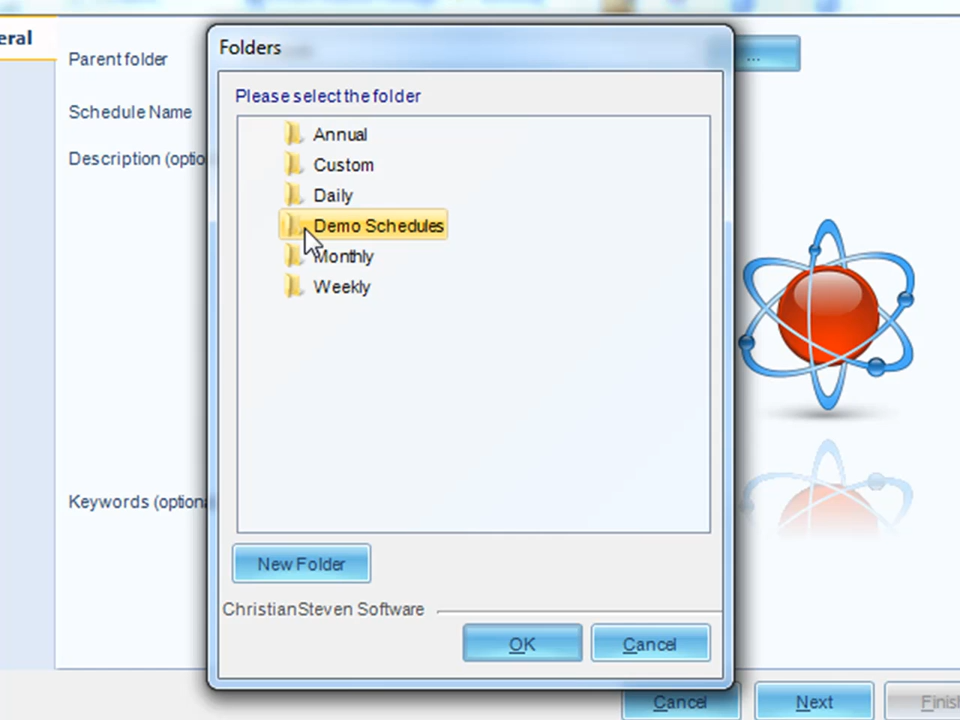 eral
Parent folder
...
Schedule Name
Description (optio
Keywords (optiona
Folders
Please select the folder
Annual
Custom
Daily
Demo Schedules
Monthly
Weekly
New Folder
ChristianSteven Software
OK
Cancel
Cancel
Next
Finis